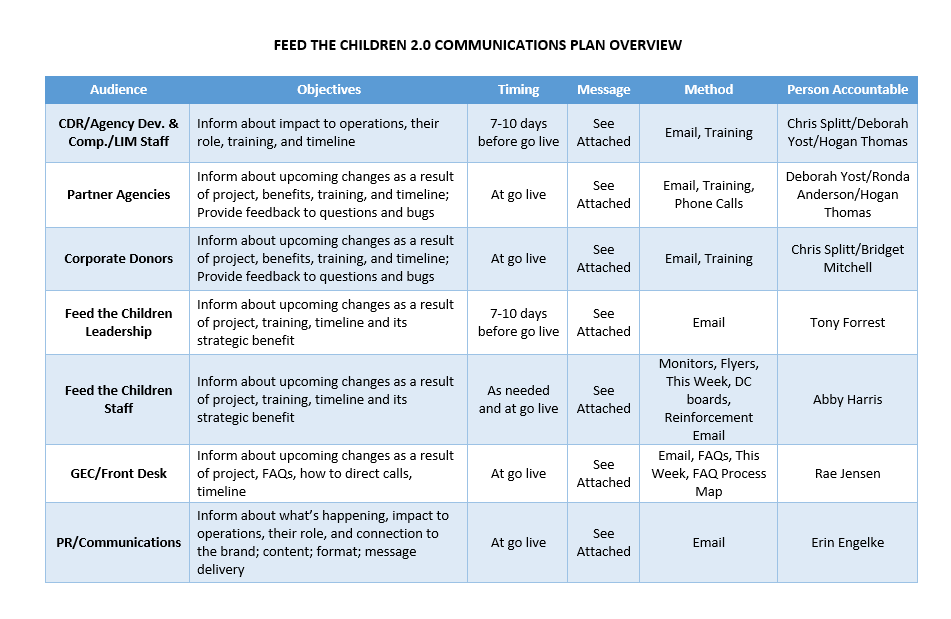 FEED THE CHILDREN 2.0 COMMUNICATIONS PLAN OVERVIEW
Audience
Objectives
Timing
Message
Method
Person Accountable
CDR/Agency Dev. &
Comp./LIM Staff
Inform about impact to operations, their
role, training, and timeline
7-10 days
before go live
See
Attached
Email, Training
Chris Splitt/Deborah
Yost/Hogan Thomas
Partner Agencies
Inform about upcoming changes as a result
of project, benefits, training, and timeline;
Provide feedback to questions and bugs
At go live
See
Attached
Email, Training,
Phone Calls
Deborah Yost/Ronda
Anderson/Hogan
Thomas
Corporate Donors
Inform about upcoming changes as a result
of project, benefits, training, and timeline;
Provide feedback to questions and bugs
At go live
See
Attached
Email, Training
Chris Splitt/Bridget
Mitchell
Feed the Children
Leadership
Inform about upcoming changes as a result
of project, training, timeline and its
strategic benefit
7-10 days
before go live
See
Attached
Email
Tony Forrest
Feed the Children
Staff
Inform about upcoming changes as a result
of project, training, timeline and its
strategic benefit
As needed
and at go live
See
Attached
Monitors, Flyers,
This Week, DC
boards,
Reinforcement
Email
Abby Harris
GEC/Front Desk
Inform about upcoming changes as a result
of project, FAQs, how to direct calls,
timeline
At go live
See
Attached
Email, FAQs, This
Week, FAQ Process
Map
Rae Jensen
PR/Communications
Inform about what’s happening, impact to
operations, their role, and connection to
the brand; content; format; message
delivery
At go live
See
Attached
Email
Erin Engelke